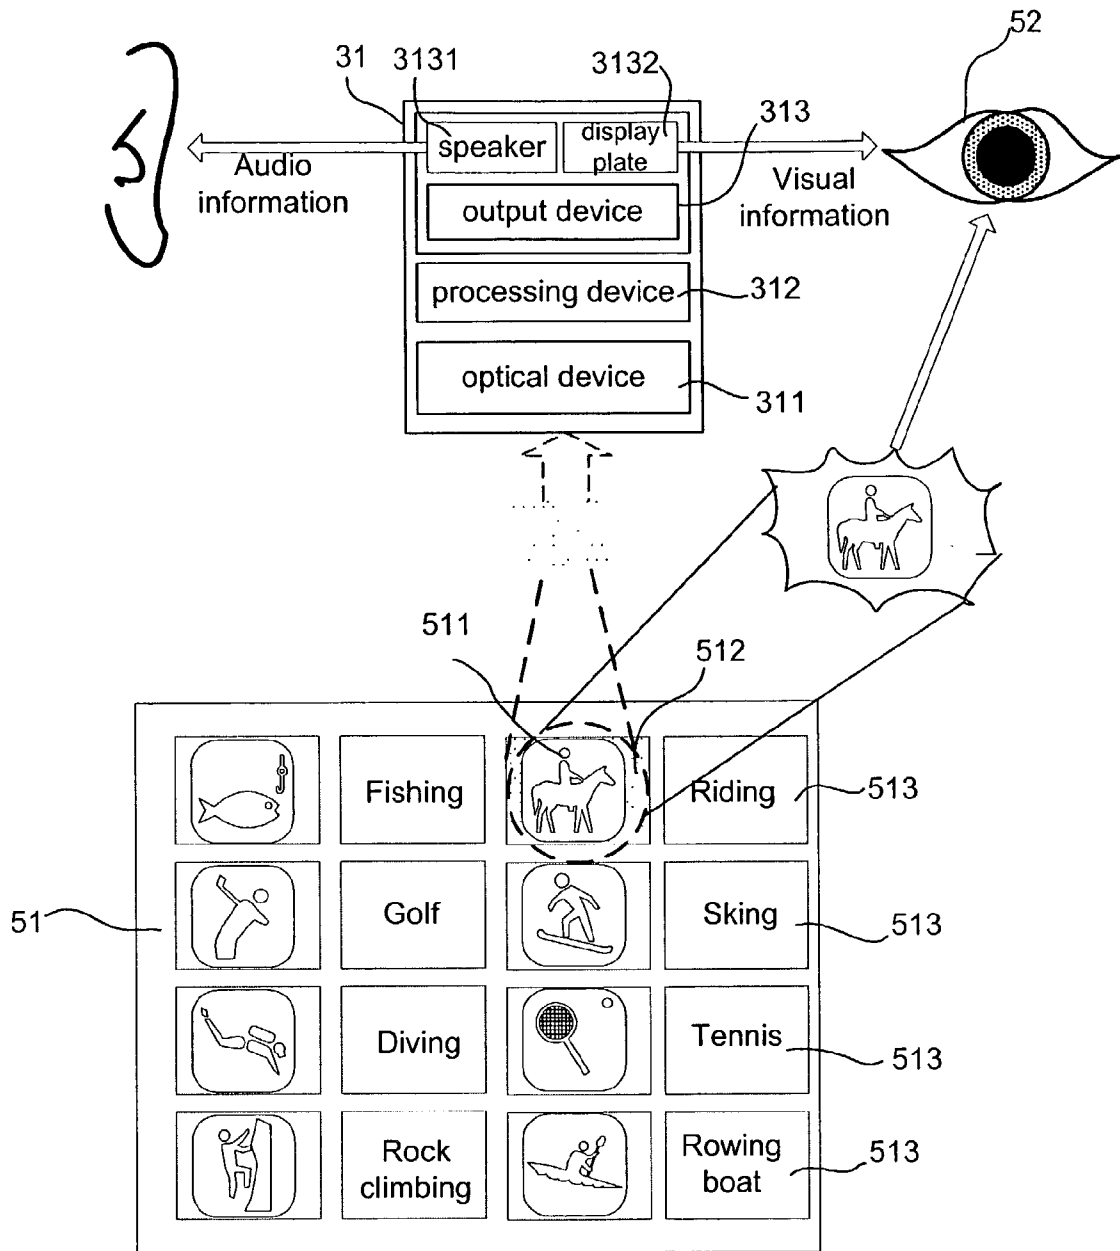 52
31
3131
3132
313
speaker
display
plate
Audio
information
Visual
information
output device
processing device
312
optical device
311
511
512
Fishing
Riding
513
51
Golf
Sking
513
Diving
Tennis
513
Rock
climbing
Rowing
boat
513